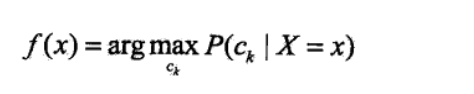 f(x) = arg max P(c_k | X = x)
c_k